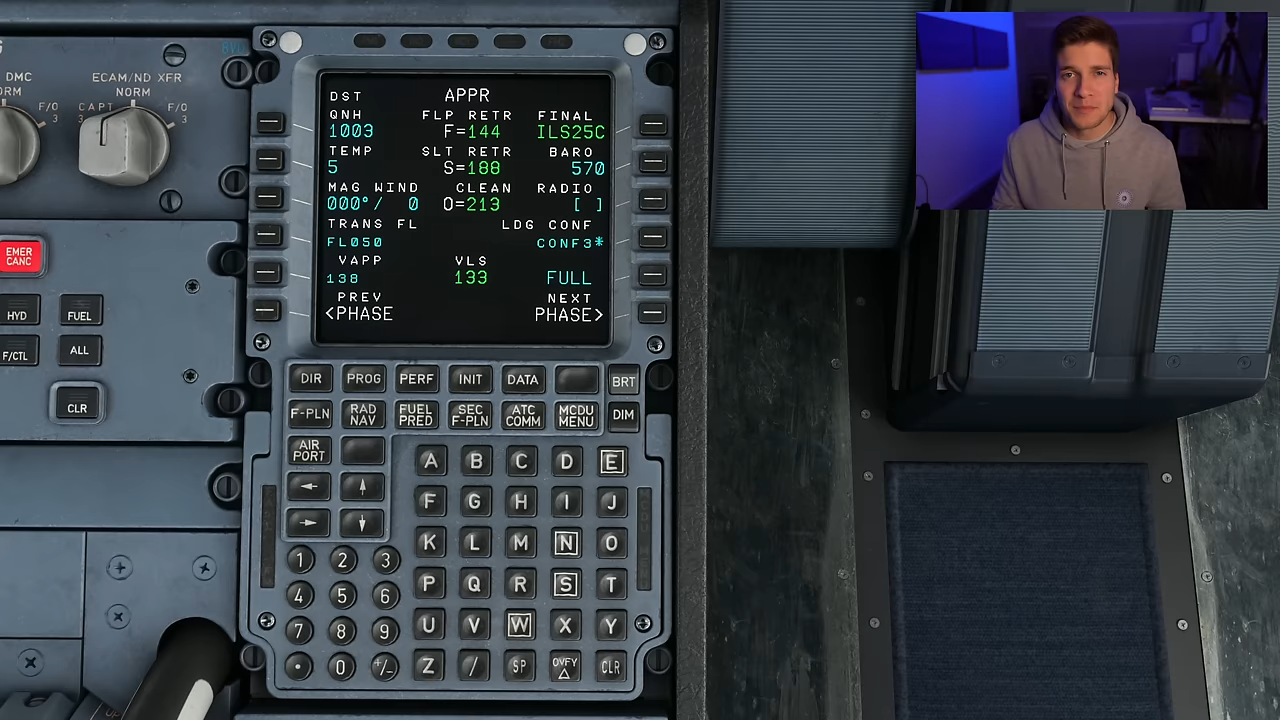 DMC
NORM
F/O
3
ECAM/ND XFR
NORM
CAPT
3
F/O
3
EMER
CANC
HYD
FUEL
F/CTL
ALL
CLR
DST APPR
QNH FLP RETR FINAL
1003 F=144 ILS25C
TEMP SLT RETR BARO
5 S=188 570
MAG WIND CLEAN RADIO
000°/ 0 O=213 [ ]
TRANS FL LDG CONF
FL050 CONF3*
VAPP VLS
138 133 FULL
PREV NEXT
<PHASE PHASE>
DIR PROG PERF INIT DATA BRT
F-PLN RAD NAV FUEL PRED SEC F-PLN ATC COMM MCDU MENU DIM
AIR PORT
← ↑
→ ↓
A B C D E
F G H I J
K L M N O
P Q R S T
U V W X Y
Z / SP OVFY △ CLR
1 2 3
4 5 6
7 8 9
. 0 +/-